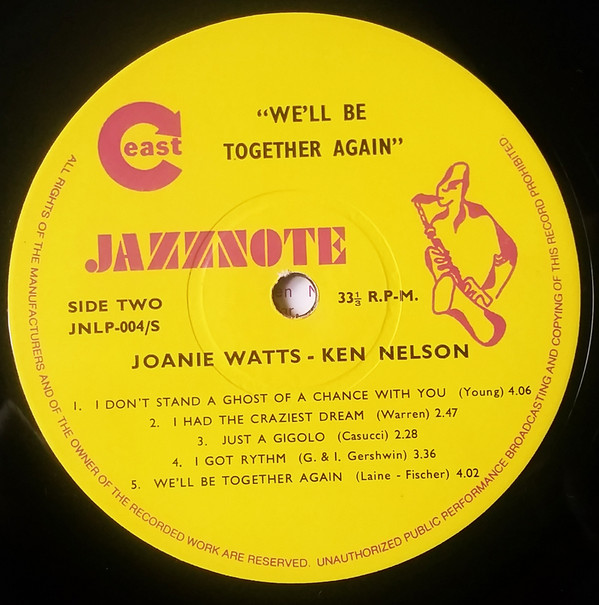 C east
“WE'LL BE
TOGETHER AGAIN”
JAZZNOTE
SIDE TWO
JNLP-004/S
33⅓ R.P-M.
JOANIE WATTS - KEN NELSON
1. I DON'T STAND A GHOST OF A CHANCE WITH YOU (Young) 4.06
2. I HAD THE CRAZIEST DREAM (Warren) 2.47
3. JUST A GIGOLO (Casucci) 2.28
4. I GOT RYTHM (G. & I. Gershwin) 3.36
5. WE'LL BE TOGETHER AGAIN (Laine - Fischer) 4.02
ALL RIGHTS OF THE MANUFACTURERS AND OF THE OWNER OF THE RECORDED WORK ARE RESERVED. UNAUTHORIZED PUBLIC PERFORMANCE BROADCASTING AND COPYING OF THIS RECORD PROHIBITED.